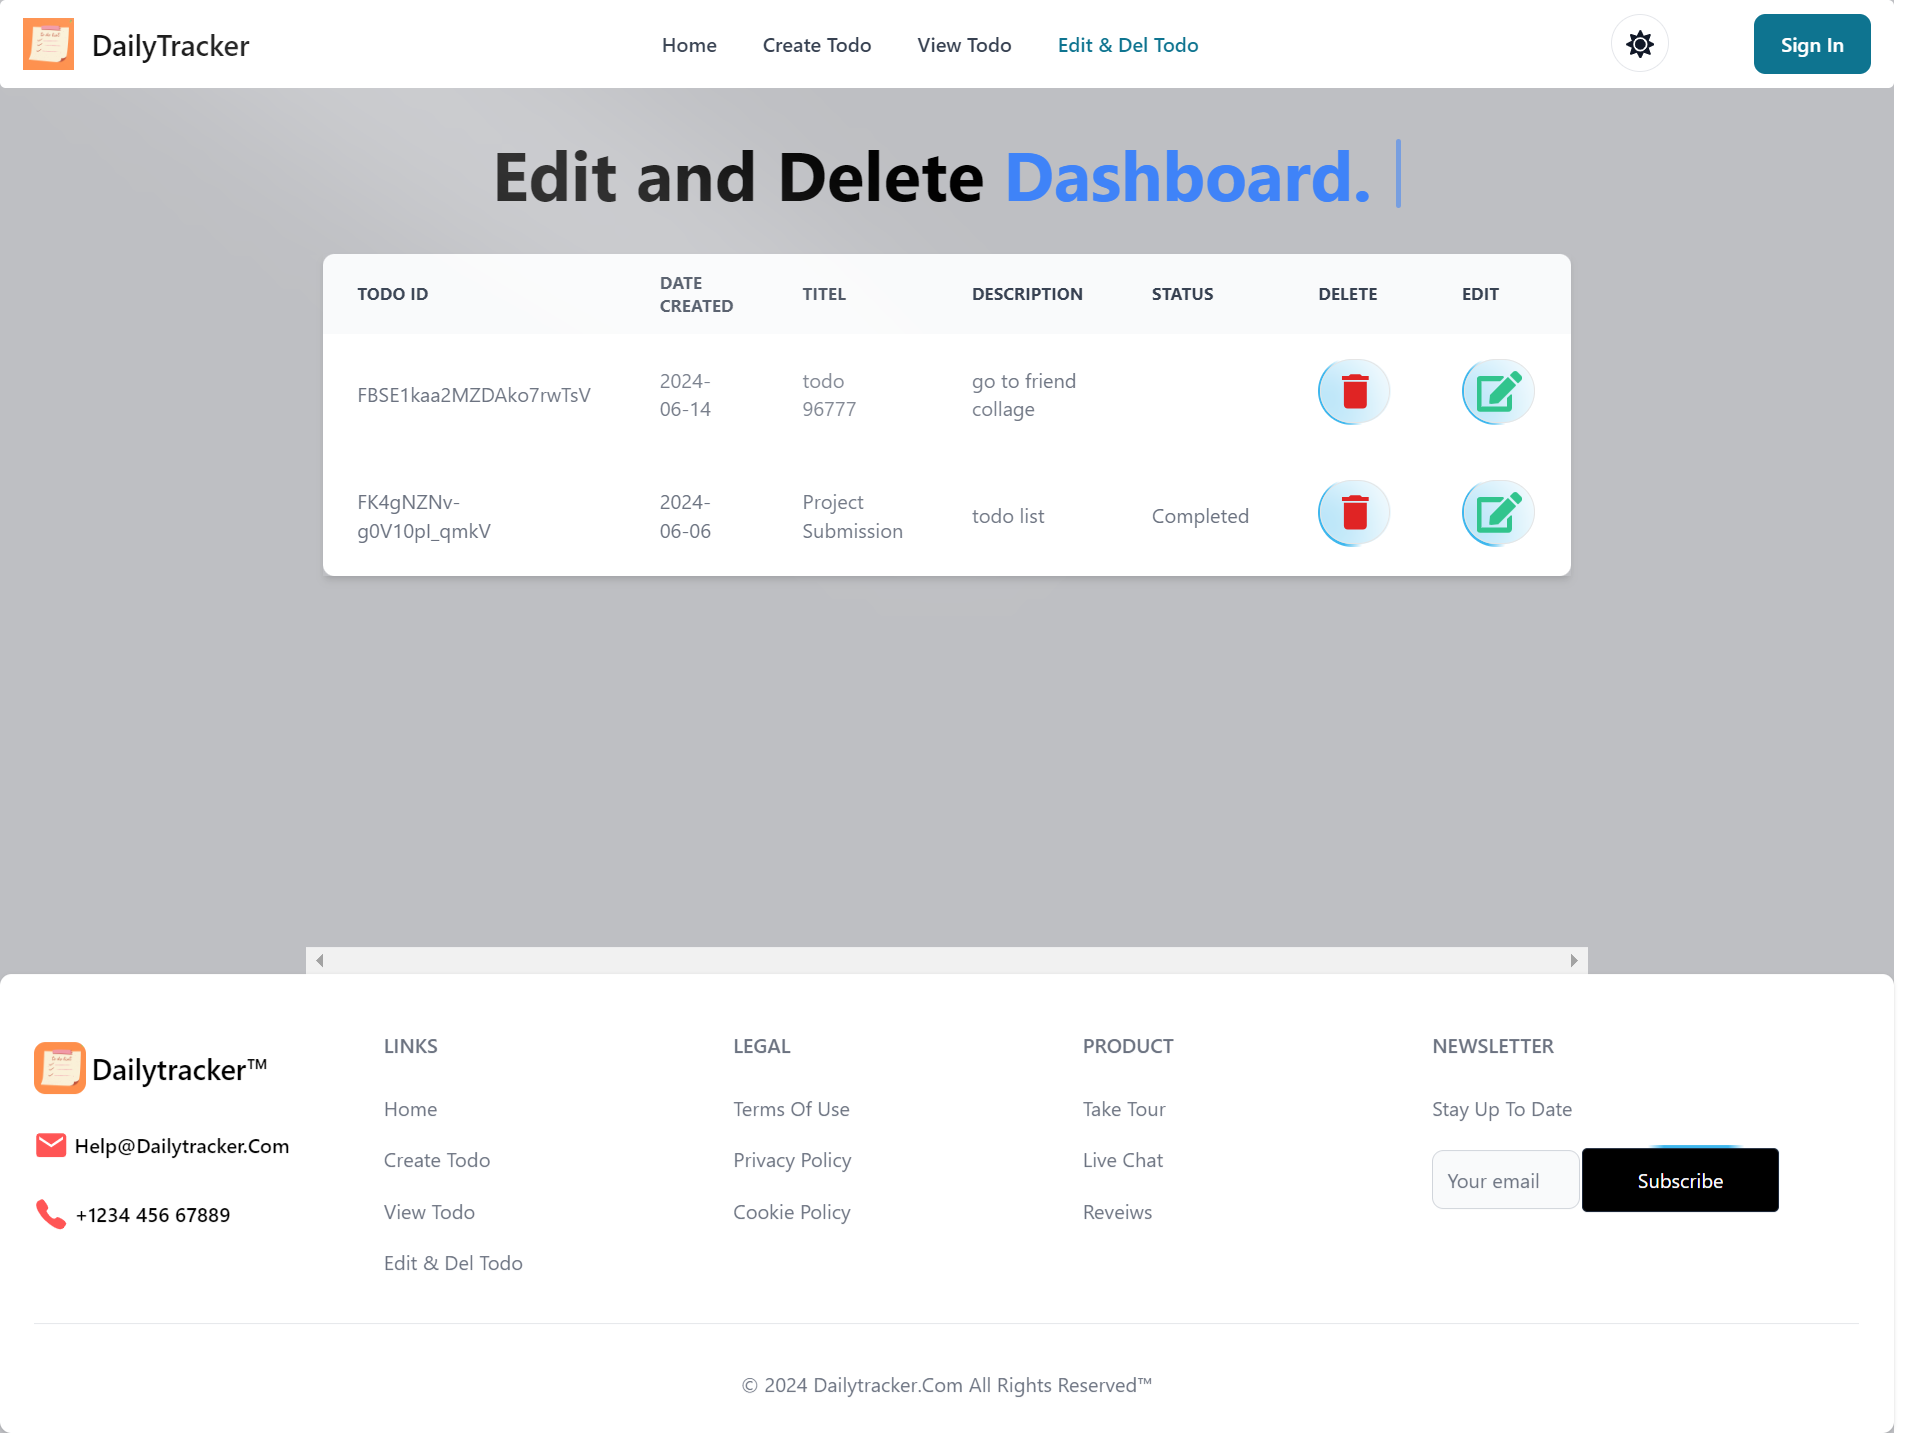 DailyTracker
Home
Create Todo
View Todo
Edit & Del Todo
Sign In
Edit and Delete Dashboard.
TODO ID
DATE CREATED
TITEL
DESCRIPTION
STATUS
DELETE
EDIT
FBSE1kaa2MZDAko7rwTsV
2024-
06-14
todo
96777
go to friend
collage
FK4gNZNv-
g0V10pI_qmkV
2024-
06-06
Project
Submission
todo list
Completed
Dailytracker™
Help@Dailytracker.Com
+1234 456 67889
LINKS
Home
Create Todo
View Todo
Edit & Del Todo
LEGAL
Terms Of Use
Privacy Policy
Cookie Policy
PRODUCT
Take Tour
Live Chat
Reveiws
NEWSLETTER
Stay Up To Date
Your email
Subscribe
© 2024 Dailytracker.Com All Rights Reserved™